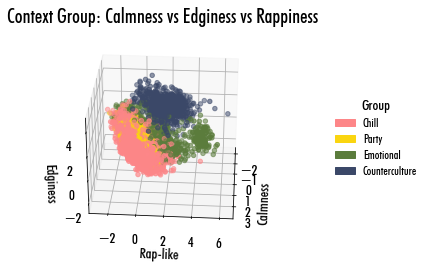 Context Group: Calmness vs Edginess vs Rappiness
Group
Chill
Party
Emotional
Counterculture
4
2
0
−2
Edginess
−2
0
2
4
6
Rap-like
−2
−1
0
1
2
3
Calmness